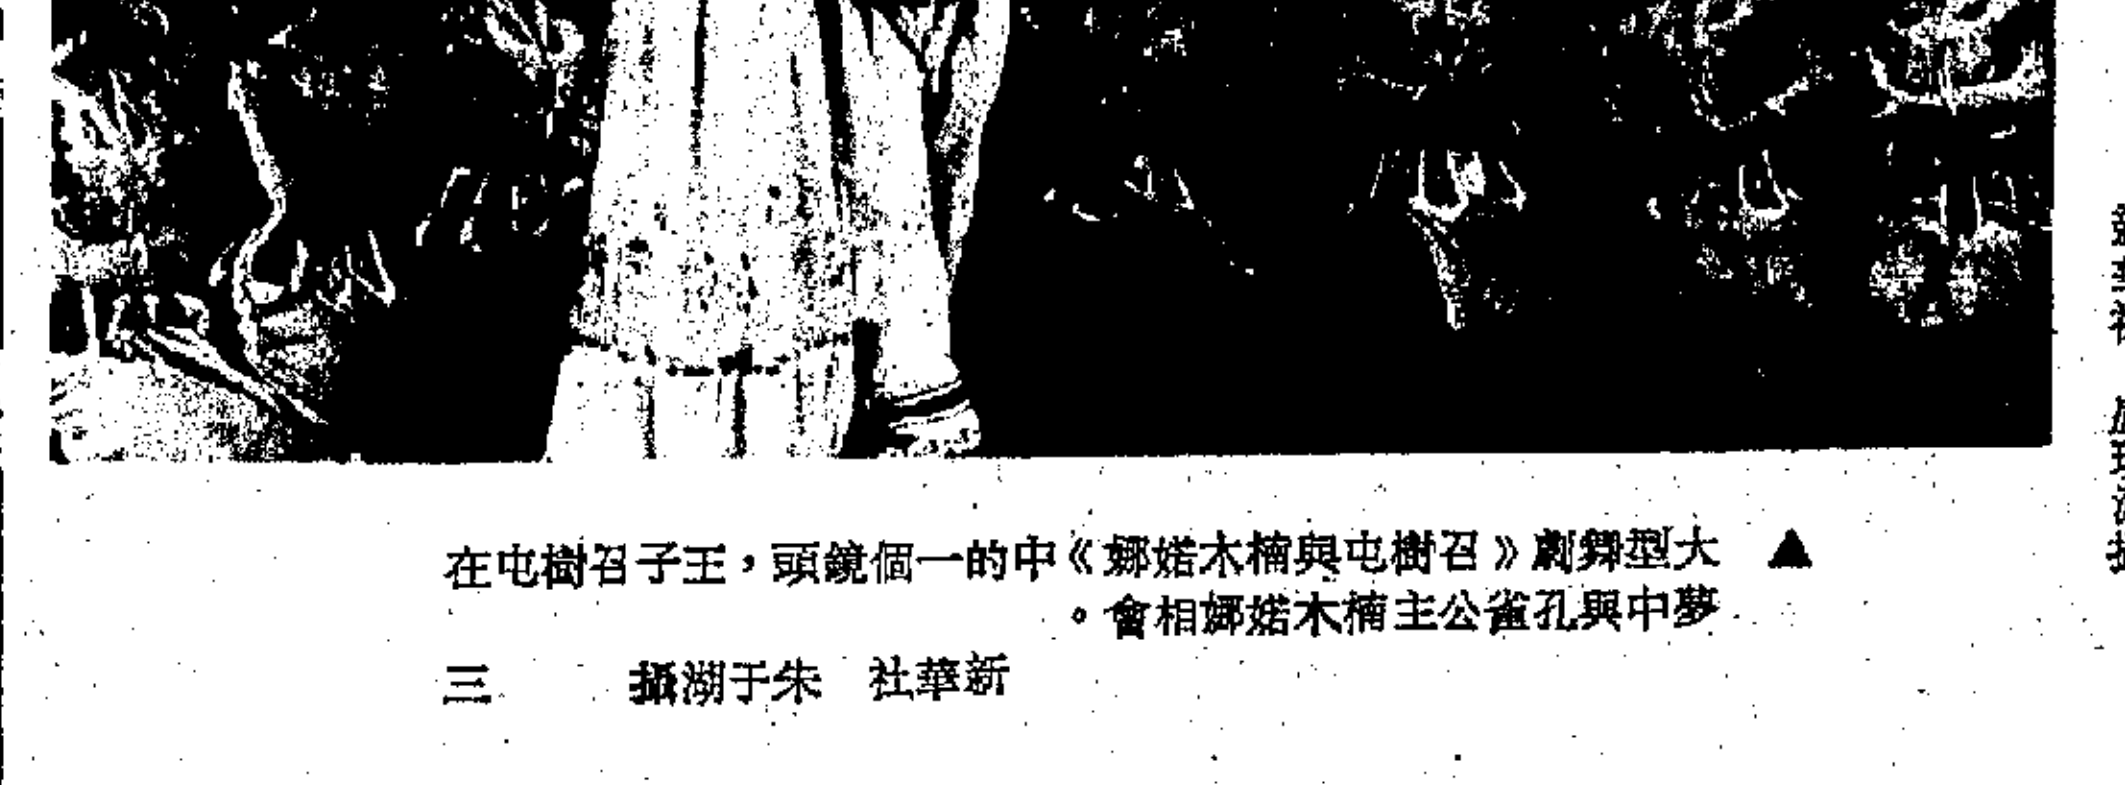 ▲大型舞劇《召樹屯與楠木婼娜》中的一個鏡頭，王子召樹屯在
夢中與孔雀公主楠木婼娜相會。
新華社 朱于湖攝 三